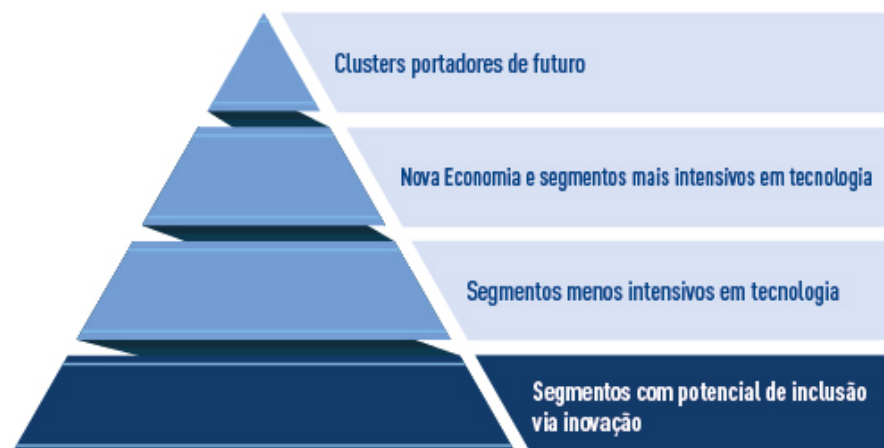 Clusters portadores de futuro
Nova Economia e segmentos mais intensivos em tecnologia
Segmentos menos intensivos em tecnologia
Segmentos com potencial de inclusão
via inovação